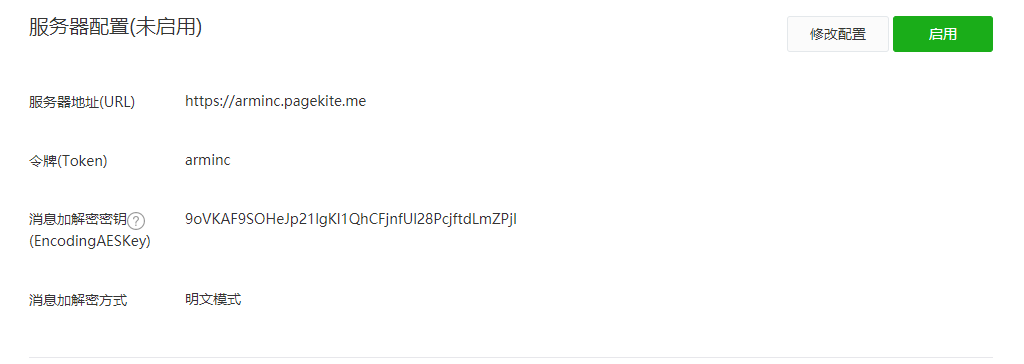 服务器配置(未启用)
修改配置
启用
服务器地址(URL) https://arminc.pagekite.me
令牌(Token) arminc
消息加解密密钥? 9oVKAF9SOHeJp21lgKl1QhCFjnfUl28PcjftdLmZPjl
(EncodingAESKey)
消息加解密方式 明文模式